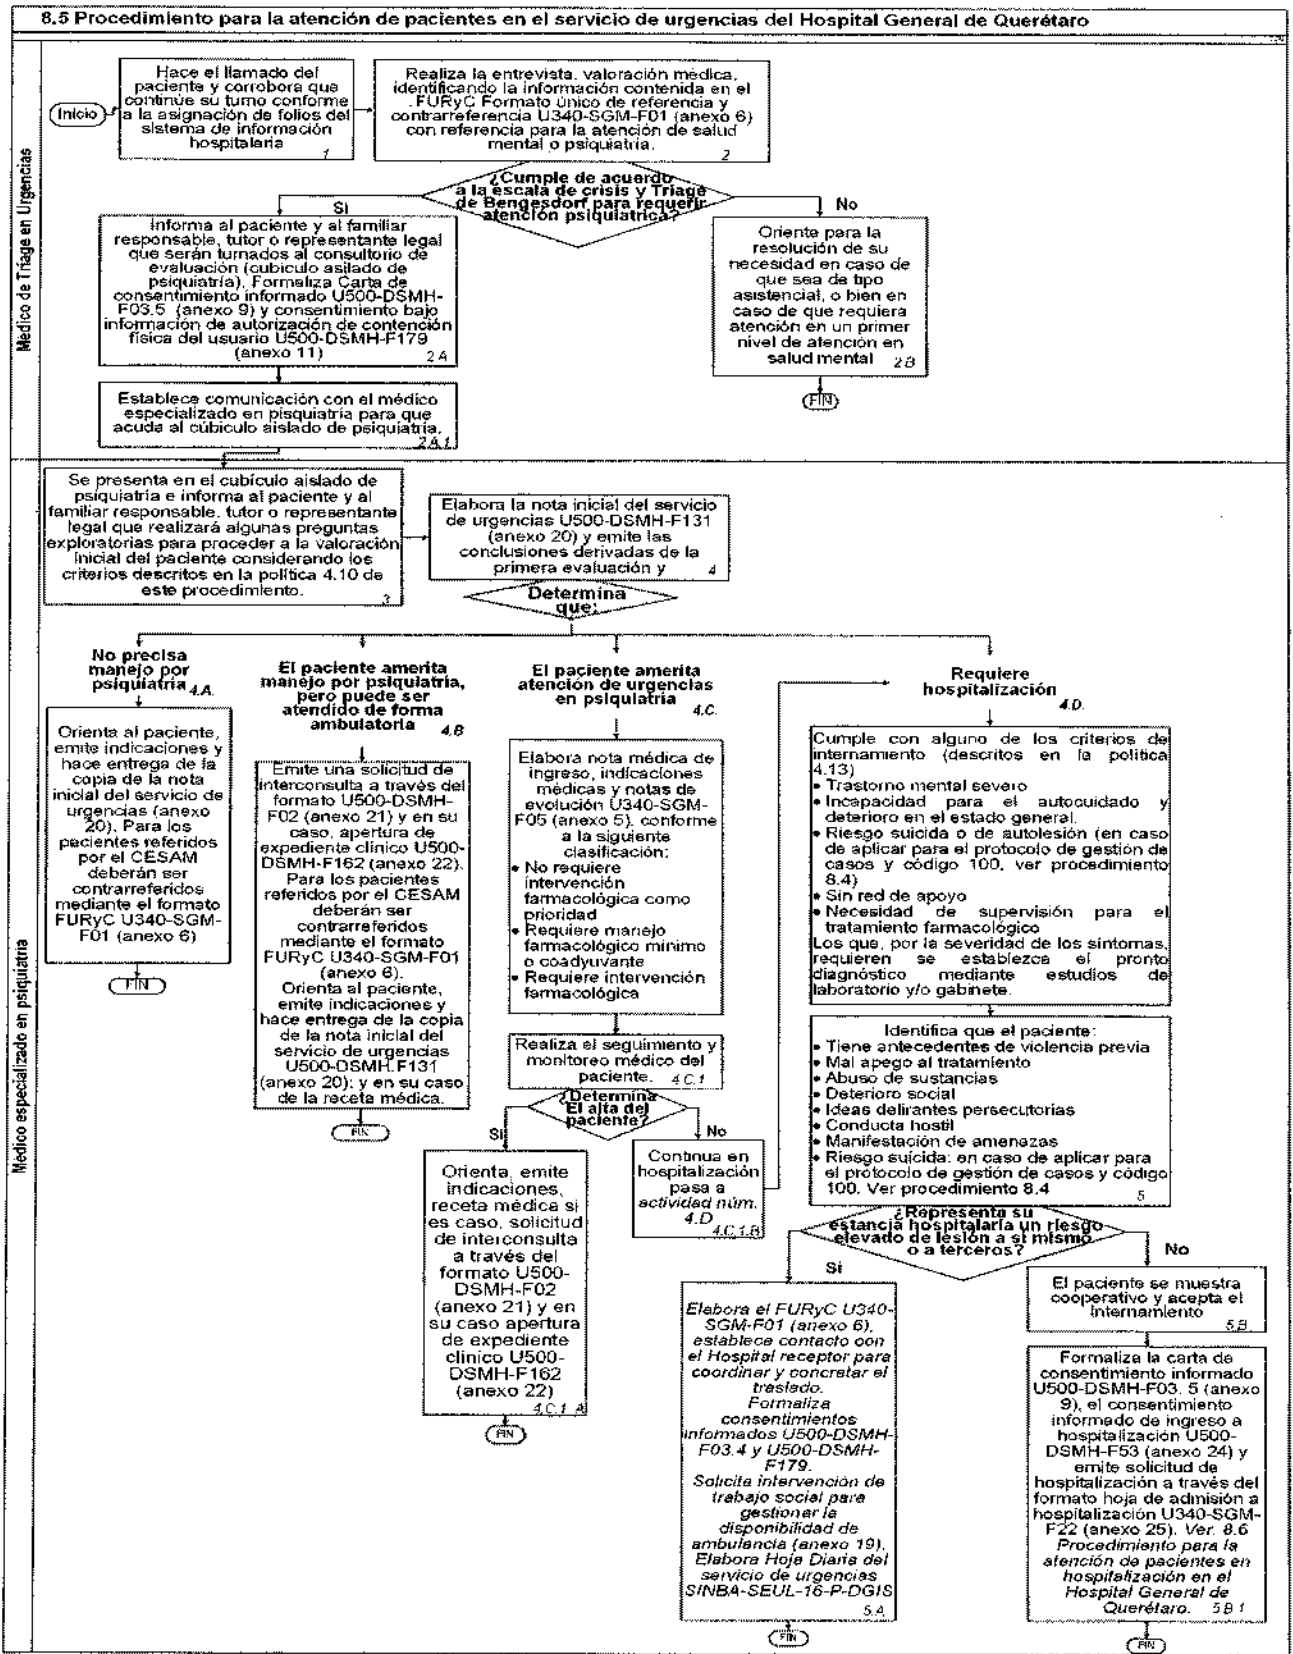 8.5 Procedimiento para la atención de pacientes en el servicio de urgencias del Hospital General de Querétaro
Médico de Triage en Urgencias
Inicio
Hace el llamado del
paciente y corrobora que
continúe su turno conforme
a la asignación de folios del
sistema de información
hospitalaria
1
Realiza la entrevista. valoración médica,
identificando la información contenida en el
FURyC Formato único de referencia y
contrarreferencia U340-SGM-F01 (anexo 6)
con referencia para la atención de salud
mental o psiquiatría.
2
¿Cumple de acuerdo
a la escala de crisis y Triage
de Bengesdorf para requerir
atención psiquiatrica?
Si
No
Informa al paciente y al familiar
responsable, tutor o representante legal
que serán turnados al consultorio de
evaluación (cubiculo asilado de
psiquiatría), Formaliza Carta de
consentimiento informado U500-DSMH-
F03.5 (anexo 9) y consentimiento bajo
información de autorización de contención
física del usuario U500-DSMH-F179
(anexo 11)
2.A
Oriente para la
resolución de su
necesidad en caso de
que sea de tipo
asistencial, o bien en
caso de que requiera
atención en un primer
nivel de atención en
salud mental
2.B
FIN
Establece comunicación con el médico
especializado en pisquiatría para que
acuda al cúbiculo aislado de psiquiatría.
2.A.1
Médico especializado en psiquiatría
Se presenta en el cubículo aislado de
psiquiatría e informa al paciente y al
familiar responsable. tutor o representante
legal que realizará algunas preguntas
exploratorias para proceder a la valoración
Inicial del paciente considerando los
criterios descritos en la política 4.10 de
este procedimiento.
3
Elabora la nota inicial del servicio
de urgencias U500-DSMH-F131
(anexo 20) y emite las
conclusiones derivadas de la
primera evaluación y
4
Determina
que:
No precisa
manejo por
psiquiatría
4.A.
El paciente amerita
manejo por psiquiatría,
pero puede ser
atendido de forma
ambulatoria
4.B
El paciente amerita
atención de urgencias
en psiquiatría
4.C.
Requiere
hospitalización
4.D.
Orienta al paciente,
emite indicaciones y
hace entrega de la
copia de la nota
inicial del servicio de
urgencias (anexo
20), Para los
pacientes referidos
por el CESAM
deberán ser
contrarreferidos
mediante el formato
FURyC U340-SGM-
F01 (anexo 6)
FIN
Emite una solicitud de
interconsulta a través del
formato U500-DSMH-
F02 (anexo 21) y en su
caso, apertura de
expediente clínico U500-
DSMH-F162 (anexo 22).
Para los pacientes
referidos por el CESAM
deberán ser
contrarreferidos
mediante el formato
FURyC U340-SGM-F01
(anexo 6).
Orienta al paciente,
emite indicaciones y
hace entrega de la copia
de la nota inicial del
servicio de urgencias
U500-DSMH.F131
(anexo 20); y en su caso
de la receta médica.
FIN
Elabora nota médica de
ingreso, indicaciones
médicas y notas de
evolución U340-SGM-
F05 (anexo 5). conforme
a la siguiente
clasificación:
• No requiere
intervención
farmacológica como
prioridad
• Requiere manejo
farmacológico mínimo
o coadyuvante
• Requiere intervención
farmacológica
Realiza el seguimiento y
monitoreo médico del
paciente.
4.C.1
¿Determina
El alta del
paciente?
Si
No
Orienta, emite
indicaciones,
receta médica si
es caso, solicitud
de interconsulta
a través del
formato U500-
DSMH-F02
(anexo 21) y en
su caso apertura
de expediente
clínico U500-
DSMH-F162
(anexo 22)
4.C.1.A
FIN
Continua en
hospitalización
pasa a
actividad núm.
4.D
4.C.1.B
Cumple con alguno de los criterios de
internamiento (descritos en la política
4.13)
• Trastorno mental severo
• Incapacidad para el autocuidado y
deterioro en el estado general.
• Riesgo suicida o de autolesión (en caso
de aplicar para el protocolo de gestión de
casos y código 100, ver procedimiento
8.4)
• Sin red de apoyo
• Necesidad de supervisión para el
tratamiento farmacológico
Los que, por la severidad de los síntomas,
requieren se establezca el pronto
diagnóstico mediante estudios de
laboratorio y/o gabinete.
Identifica que el paciente:
• Tiene antecedentes de violencia previa
• Mal apego al tratamiento
• Abuso de sustancias
• Deterioro social
• Ideas delirantes persecutorias
• Conducta hostil
• Manifestación de amenazas
• Riesgo suicida: en caso de aplicar para
el protocolo de gestión de casos y código
100. Ver procedimiento 8.4
5
¿Representa su
estancia hospitalaria un riesgo
elevado de lesión a si mismo
o a terceros?
Si
No
Elabora el FURyC U340-
SGM-F01 (anexo 6),
establece contacto con
el Hospital receptor para
coordinar y concretar el
traslado.
Formaliza
consentimientos
informados U500-DSMH-
F03.4 y U500-DSMH-
F179.
Solicita intervención de
trabajo social para
gestionar la
disponibilidad de
ambulancia (anexo 19),
Elabora Hoja Diaria del
servicio de urgencias
SINBA-SEUL-16-P-DGIS
5.A
FIN
El paciente se muestra
cooperativo y acepta el
Internamiento
5.B.
Formaliza la carta de
consentimiento informado
U500-DSMH-F03. 5 (anexo
9), el consentimiento
informado de ingreso a
hospitalización U500-
DSMH-F53 (anexo 24) y
emite solicitud de
hospitalización a través del
formato hoja de admisión a
hospitalización U340-SGM-
F22 (anexo 25). Ver. 8.6
Procedimiento para la
atención de pacientes en
hospitalización en el
Hospital General de
Querétaro.
5.B.1
FIN